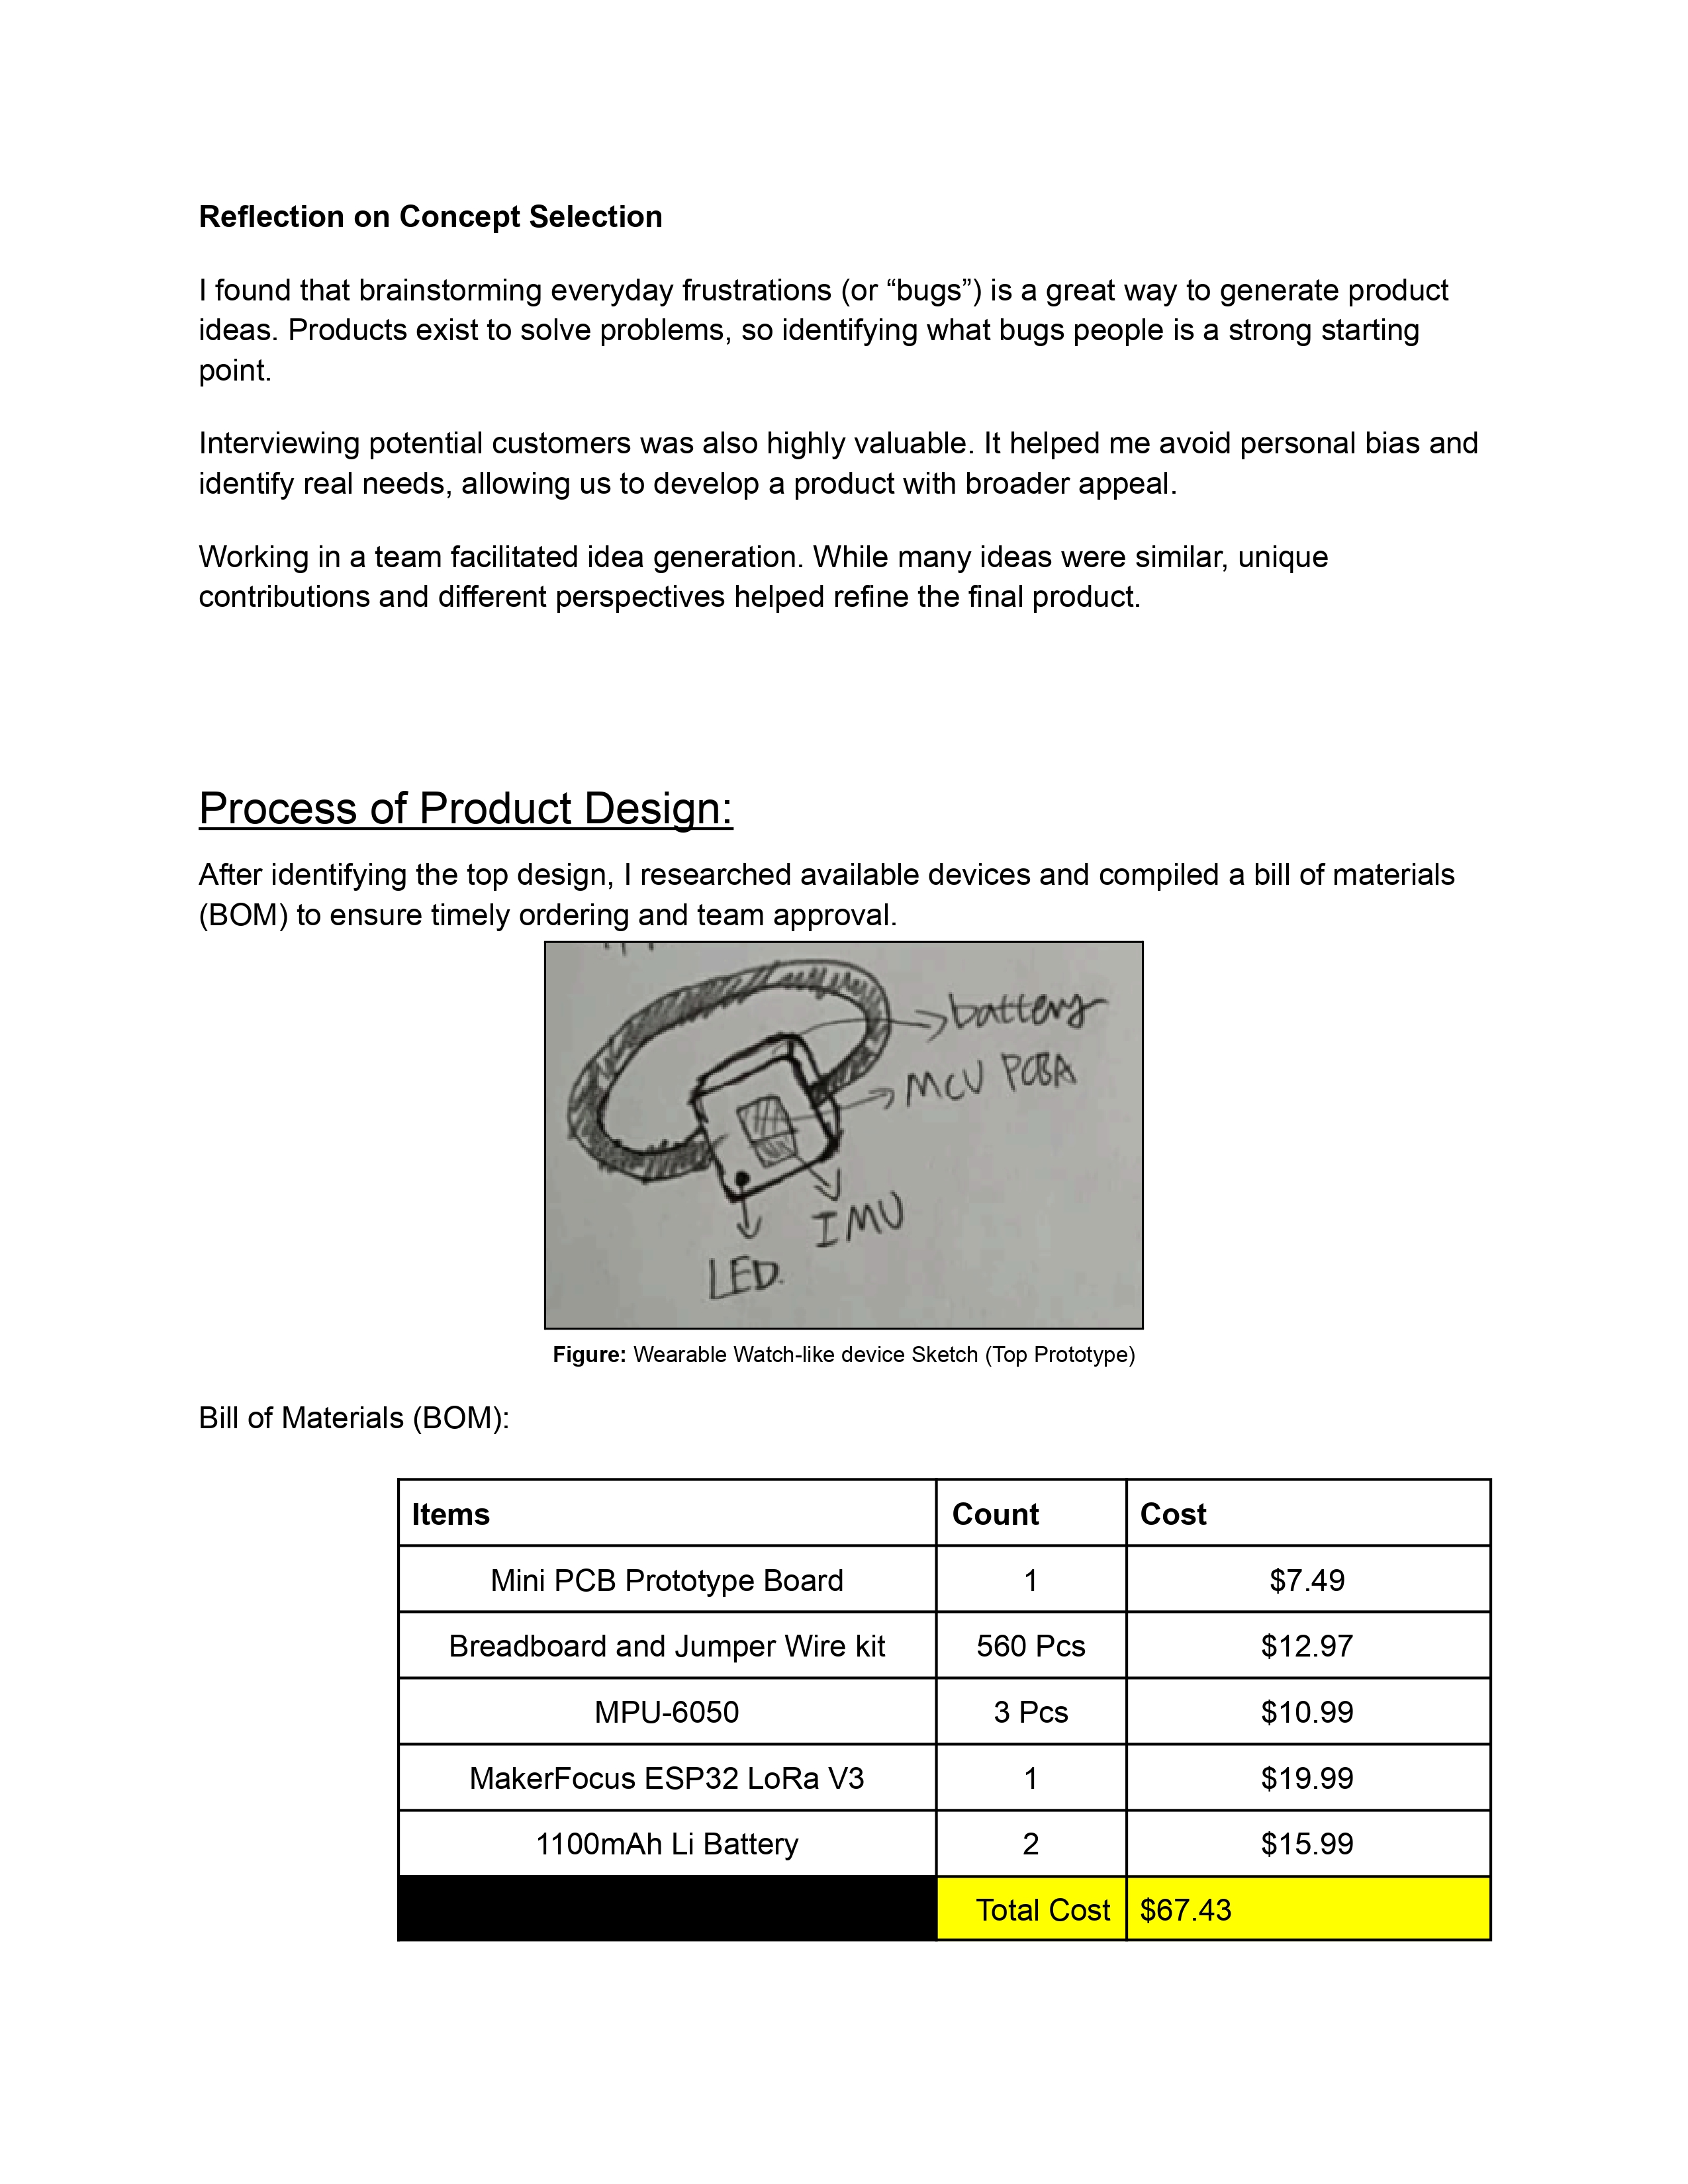 Reflection on Concept Selection
I found that brainstorming everyday frustrations (or “bugs”) is a great way to generate product
ideas. Products exist to solve problems, so identifying what bugs people is a strong starting
point.
Interviewing potential customers was also highly valuable. It helped me avoid personal bias and
identify real needs, allowing us to develop a product with broader appeal.
Working in a team facilitated idea generation. While many ideas were similar, unique
contributions and different perspectives helped refine the final product.
Process of Product Design:
After identifying the top design, I researched available devices and compiled a bill of materials
(BOM) to ensure timely ordering and team approval.
battery
MCU PCBA
IMU
LED.
Figure: Wearable Watch-like device Sketch (Top Prototype)
Bill of Materials (BOM):
Items Count Cost
Mini PCB Prototype Board 1 $7.49
Breadboard and Jumper Wire kit 560 Pcs $12.97
MPU-6050 3 Pcs $10.99
MakerFocus ESP32 LoRa V3 1 $19.99
1100mAh Li Battery 2 $15.99
Total Cost $67.43